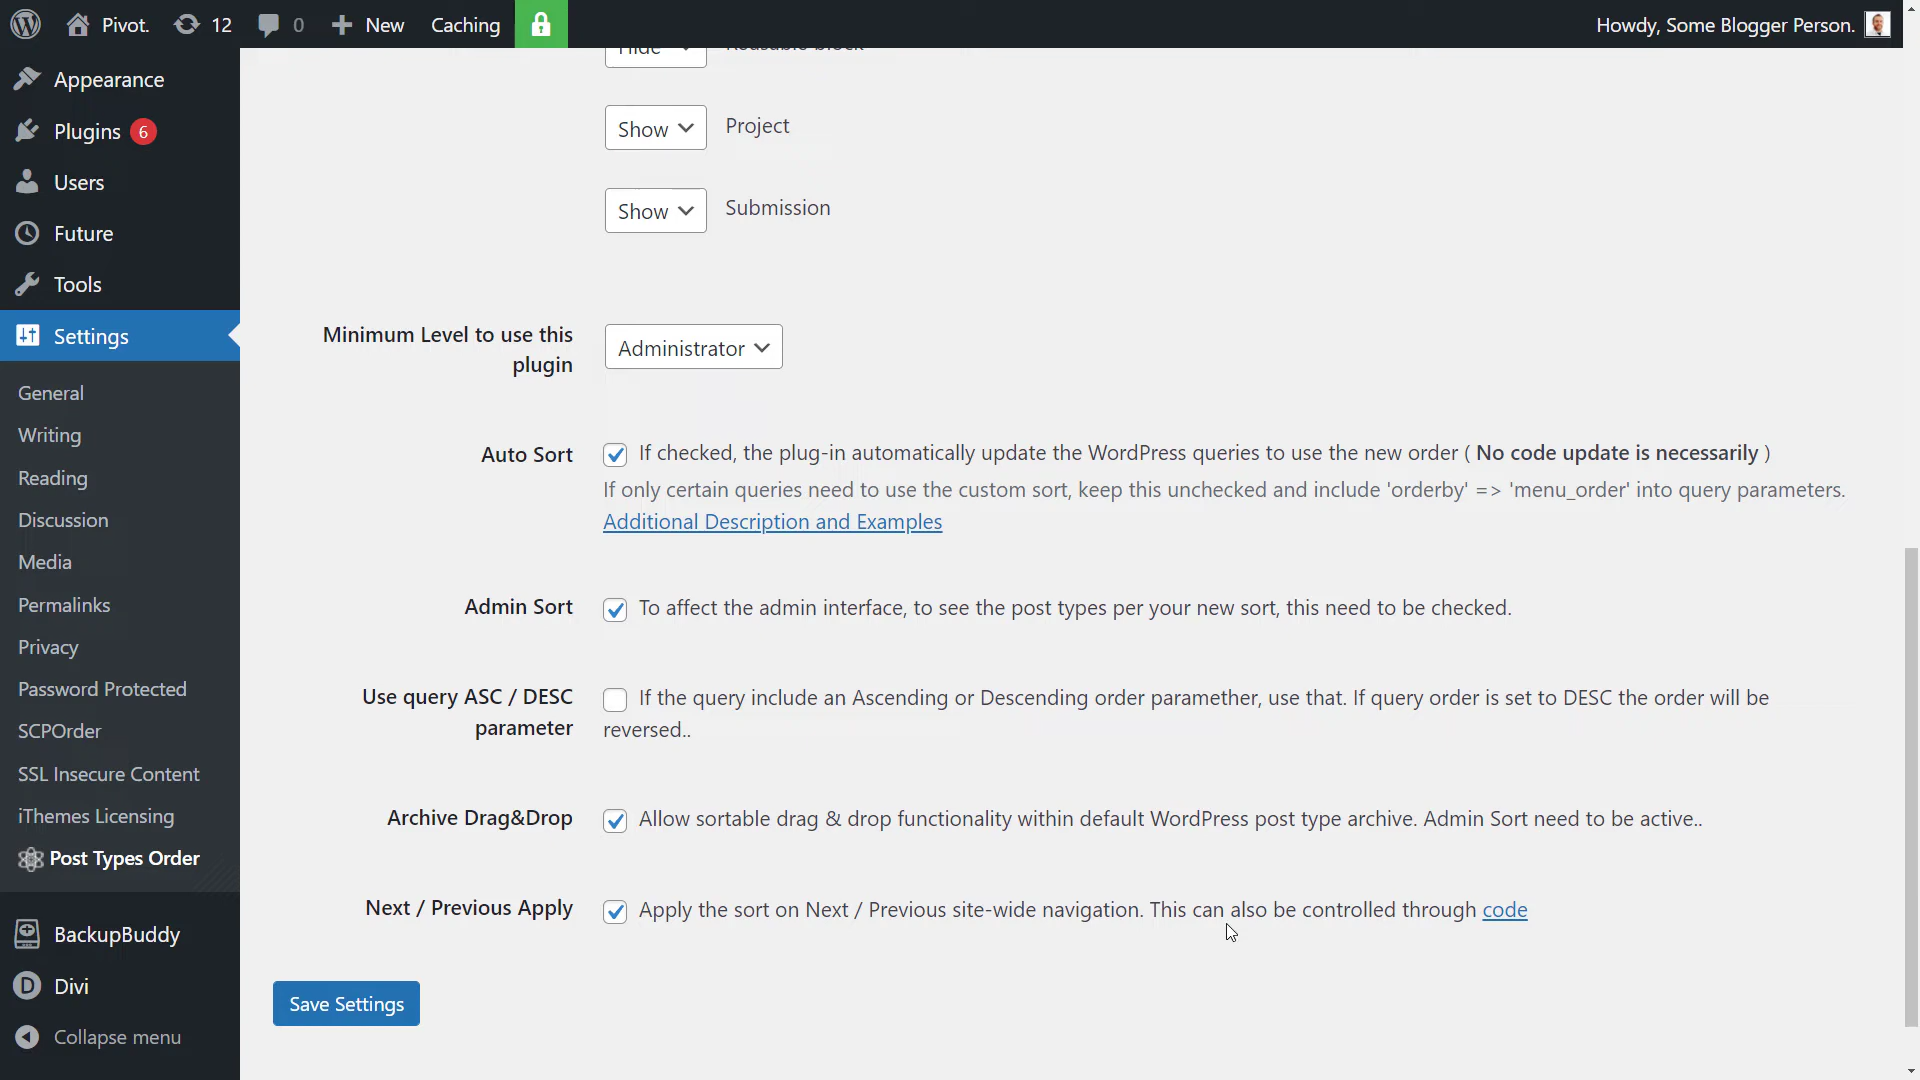 Pivot.
12
0
New
Caching
Howdy, Some Blogger Person.
Appearance
Plugins 6
Users
Future
Tools
Settings
General
Writing
Reading
Discussion
Media
Permalinks
Privacy
Password Protected
SCPOrder
SSL Insecure Content
iThemes Licensing
Post Types Order
BackupBuddy
Divi
Collapse menu
Hide Reusable block
Show Project
Show Submission
Minimum Level to use this
plugin
Administrator
Auto Sort
If checked, the plug-in automatically update the WordPress queries to use the new order ( No code update is necessarily )
If only certain queries need to use the custom sort, keep this unchecked and include 'orderby' => 'menu_order' into query parameters.
Additional Description and Examples
Admin Sort
To affect the admin interface, to see the post types per your new sort, this need to be checked.
Use query ASC / DESC
parameter
If the query include an Ascending or Descending order paramether, use that. If query order is set to DESC the order will be
reversed..
Archive Drag&Drop
Allow sortable drag & drop functionality within default WordPress post type archive. Admin Sort need to be active..
Next / Previous Apply
Apply the sort on Next / Previous site-wide navigation. This can also be controlled through code
Save Settings